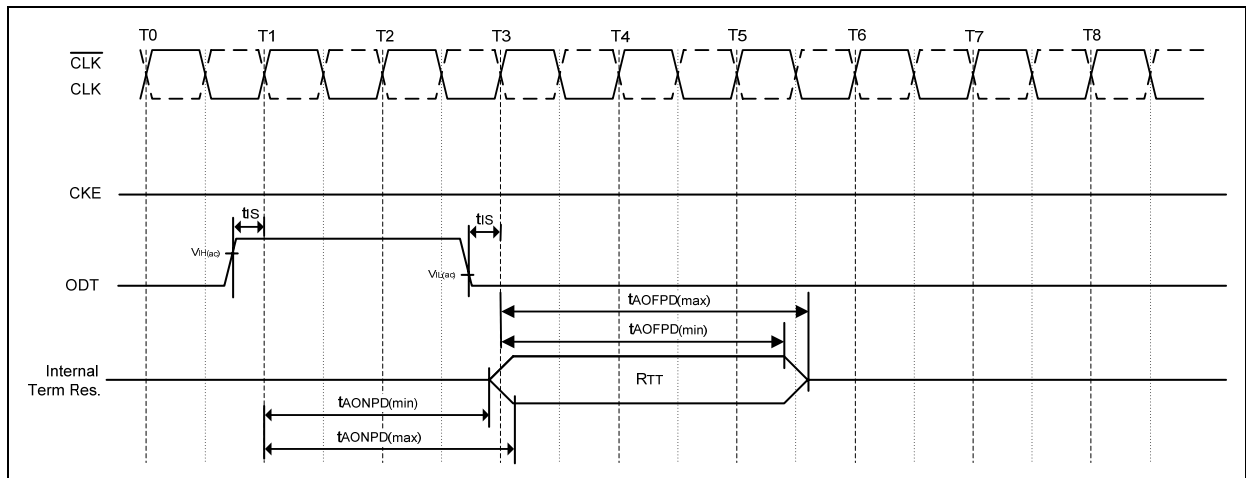 T0 T1 T2 T3 T4 T5 T6 T7 T8
CLK
CLK
CKE
tIS
tIS
VIH(ac)
VIL(ac)
ODT
tAOFPD(max)
tAOFPD(min)
Internal
Term Res.
RTT
tAONPD(min)
tAONPD(max)